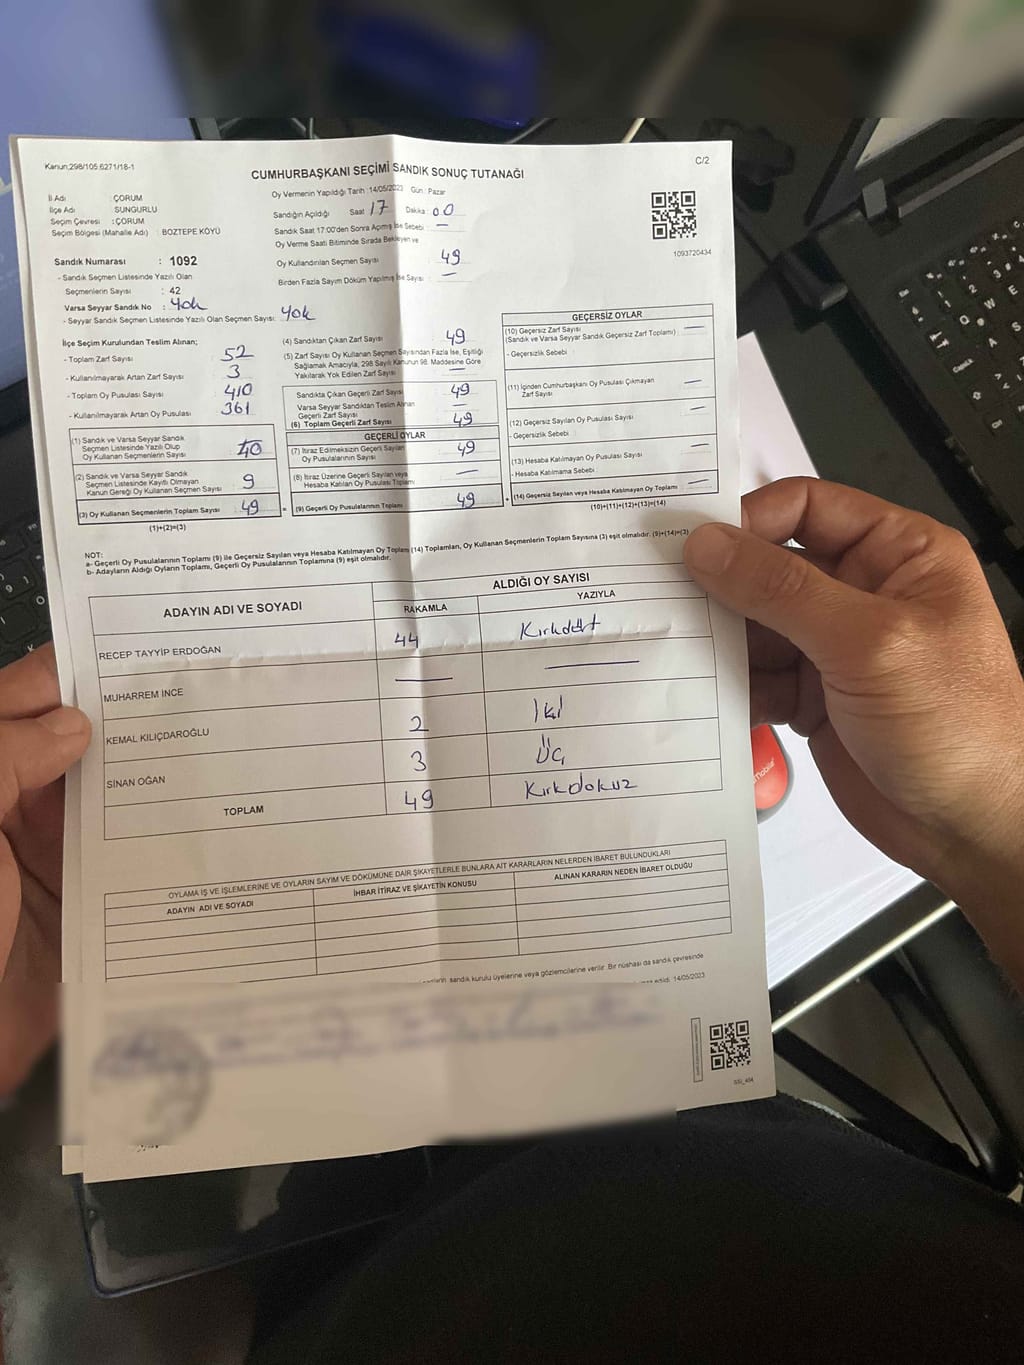 Kanun;298/105.6271/18-1
C/2
CUMHURBAŞKANI SEÇİMİ SANDIK SONUÇ TUTANAĞI
İl Adı : ÇORUM
İlçe Adı : SUNGURLU
Seçim Çevresi : ÇORUM
Seçim Bölgesi (Mahalle Adı) : BOZTEPE KÖYÜ
Sandık Numarası : 1092
- Sandık Seçmen Listesinde Yazılı Olan
Seçmenlerin Sayısı : 42
Varsa Seyyar Sandık No : Yok
- Seyyar Sandık Seçmen Listesinde Yazılı Olan Seçmen Sayısı: Yok
Oy Vermenin Yapıldığı Tarih :14/05/2023 Gün : Pazar
Sandığın Açıldığı Saat 17 Dakika : 00
Sandık Saat 17:00'den Sonra Açılmış İse Sebebi : —
Oy Verme Saati Bitiminde Sırada Bekleyen ve
Oy Kullandırılan Seçmen Sayısı : 49
Birden Fazla Sayım Döküm Yapılmış İse Sayısı : —
1093720434
İlçe Seçim Kurulundan Teslim Alınan;
- Toplam Zarf Sayısı : 52
- Kullanılmayarak Artan Zarf Sayısı : 3
- Toplam Oy Pusulası Sayısı : 410
- Kullanılmayarak Artan Oy Pusulası : 361
(1) Sandık ve Varsa Seyyar Sandık
Seçmen Listesinde Yazılı Olup
Oy Kullanan Seçmenlerin Sayısı 40
(2) Sandık ve Varsa Seyyar Sandık
Seçmen Listesinde Kayıtlı Olmayan
Kanun Gereği Oy Kullanan Seçmen Sayısı 9
(3) Oy Kullanan Seçmenlerin Toplam Sayısı 49
(1)+(2)=(3)
(4) Sandıktan Çıkan Zarf Sayısı 49
(5) Zarf Sayısı Oy Kullanan Seçmen Sayısından Fazla İse, Eşitliği
Sağlamak Amacıyla, 298 Sayılı Kanunun 98. Maddesine Göre
Yakılarak Yok Edilen Zarf Sayısı —
Sandıkta Çıkan Geçerli Zarf Sayısı 49
Varsa Seyyar Sandıktan Teslim Alınan
Geçerli Zarf Sayısı —
(6) Toplam Geçerli Zarf Sayısı 49
GEÇERLİ OYLAR
(7) İtiraz Edilmeksizin Geçerli Sayılan
Oy Pusulalarının Sayısı 49
(8) İtiraz Üzerine Geçerli Sayılan veya
Hesaba Katılan Oy Pusulası Toplamı —
= (9) Geçerli Oy Pusulalarının Toplamı 49
GEÇERSİZ OYLAR
(10) Geçersiz Zarf Sayısı —
(Sandık ve Varsa Seyyar Sandık Geçersiz Zarf Toplamı)
- Geçersizlik Sebebi :
(11) İçinden Cumhurbaşkanı Oy Pusulası Çıkmayan
Zarf Sayısı —
(12) Geçersiz Sayılan Oy Pusulası Sayısı —
- Geçersizlik Sebebi :
(13) Hesaba Katılmayan Oy Pusulası Sayısı —
- Hesaba Katılmama Sebebi :
+ (14) Geçersiz Sayılan veya Hesaba Katılmayan Oy Toplamı —
(10)+(11)+(12)+(13)=(14)
NOT:
a- Geçerli Oy Pusulalarının Toplamı (9) ile Geçersiz Sayılan veya Hesaba Katılmayan Oy Toplamı (14) Toplamları, Oy Kullanan Seçmenlerin Toplam Sayısına (3) eşit olmalıdır. (9)+(14)=(3)
b- Adayların Aldığı Oyların Toplamı, Geçerli Oy Pusulalarının Toplamına (9) eşit olmalıdır.
ADAYIN ADI VE SOYADI
ALDIĞI OY SAYISI
RAKAMLA YAZIYLA
RECEP TAYYİP ERDOĞAN 44 Kırkdört
MUHARREM İNCE — —
KEMAL KILIÇDAROĞLU 2 İki
SİNAN OĞAN 3 Üç
TOPLAM 49 Kırkdokuz
OYLAMA İŞ VE İŞLEMLERİNE VE OYLARIN SAYIM VE DÖKÜMÜNE DAİR ŞİKAYETLERLE BUNLARA AİT KARARLARIN NELERDEN İBARET BULUNDUKLARI
ADAYIN ADI VE SOYADI İHBAR İTİRAZ VE ŞİKAYETİN KONUSU ALINAN KARARIN NEDEN İBARET OLDUĞU
sandık kurulu üyelerine ve gözlemcilerine verilir. Bir nüshası da sandık çevresinde
edildi. 14/05/2023